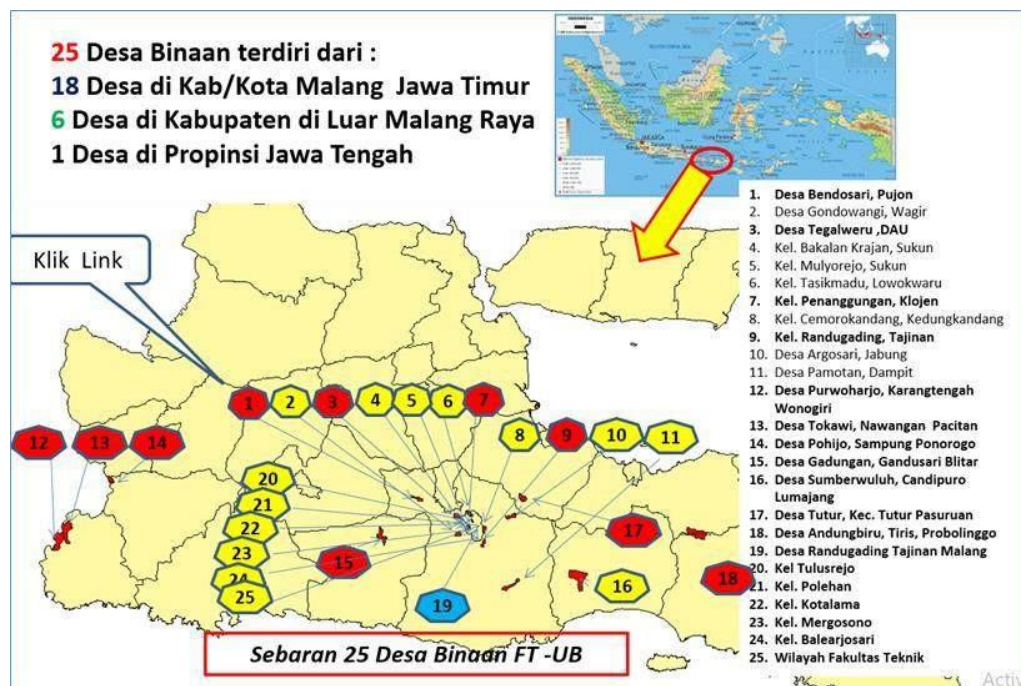 25 Desa Binaan terdiri dari :
18 Desa di Kab/Kota Malang Jawa Timur
6 Desa di Kabupaten di Luar Malang Raya
1 Desa di Propinsi Jawa Tengah
INDONESIA
JAKARTA
Klik Link
1. Desa Bendosari, Pujon
2. Desa Gondowangi, Wagir
3. Desa Tegalweru ,DAU
4. Kel. Bakalan Krajan, Sukun
5. Kel. Mulyorejo, Sukun
6. Kel. Tasikmadu, Lowokwaru
7. Kel. Penanggungan, Klojen
8. Kel. Cemorokandang, Kedungkandang
9. Kel. Randugading, Tajinan
10. Desa Argosari, Jabung
11. Desa Pamotan, Dampit
12. Desa Purwoharjo, Karangtengah
Wonogiri
13. Desa Tokawi, Nawangan Pacitan
14. Desa Pohijo, Sampung Ponorogo
15. Desa Gadungan, Gandusari Blitar
16. Desa Sumberwuluh, Candipuro
Lumajang
17. Desa Tutur, Kec. Tutur Pasuruan
18. Desa Andungbiru, Tiris, Probolinggo
19. Desa Randugading Tajinan Malang
20. Kel Tulusrejo
21. Kel. Polehan
22. Kel. Kotalama
23. Kel. Mergosono
24. Kel. Balearjosari
25. Wilayah Fakultas Teknik
1 2 3 4 5 6 7
8 9 10 11
12 13 14
20
21
22
23
24
25
15
17
16
18
19
Sebaran 25 Desa Binaan FT -UB
Activ